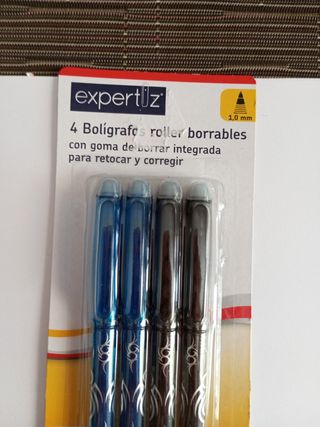 expertiz®
1,0 mm
4 Bolígrafos roller borrables
con goma de borrar integrada
para retocar y corregir